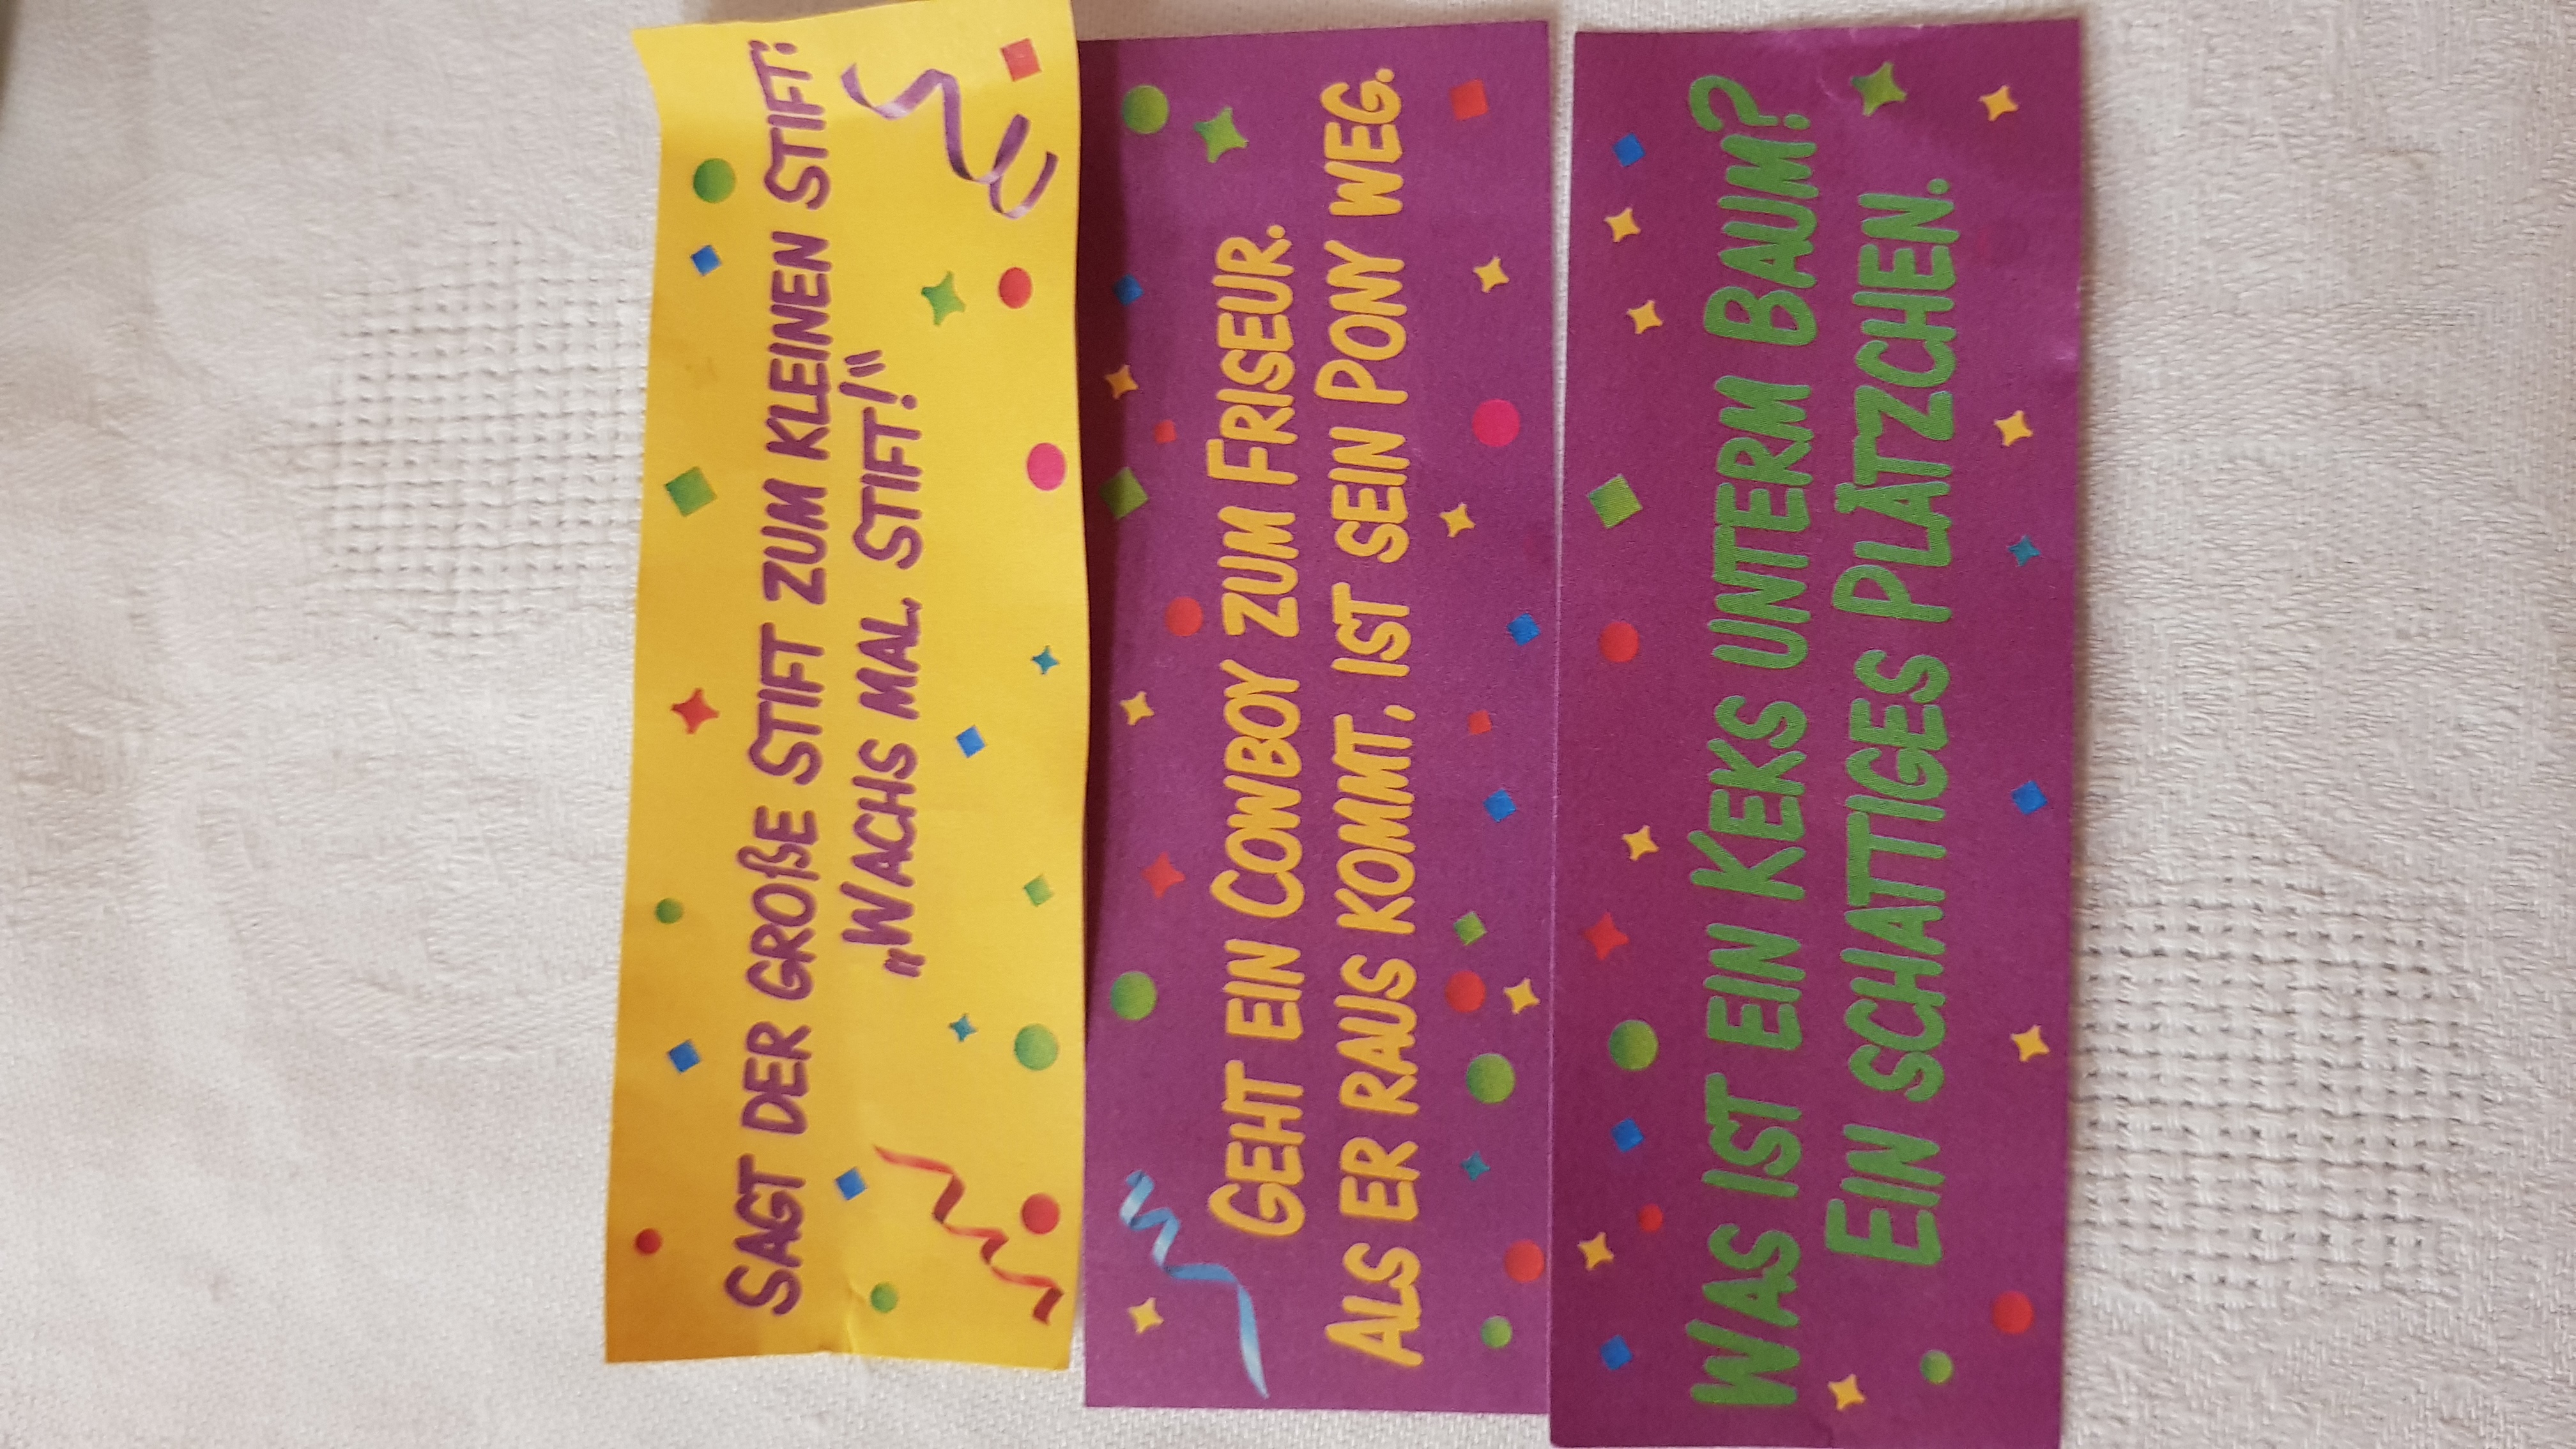 SAGT DER GROßE STIFT ZUM KLEINEN STIFT:
„WACHS MAL, STIFT!“
GEHT EIN COWBOY ZUM FRISEUR.
ALS ER RAUS KOMMT, IST SEIN PONY WEG.
WAS IST EIN KEKS UNTERM BAUM?
EIN SCHATTIGES PLÄTZCHEN.